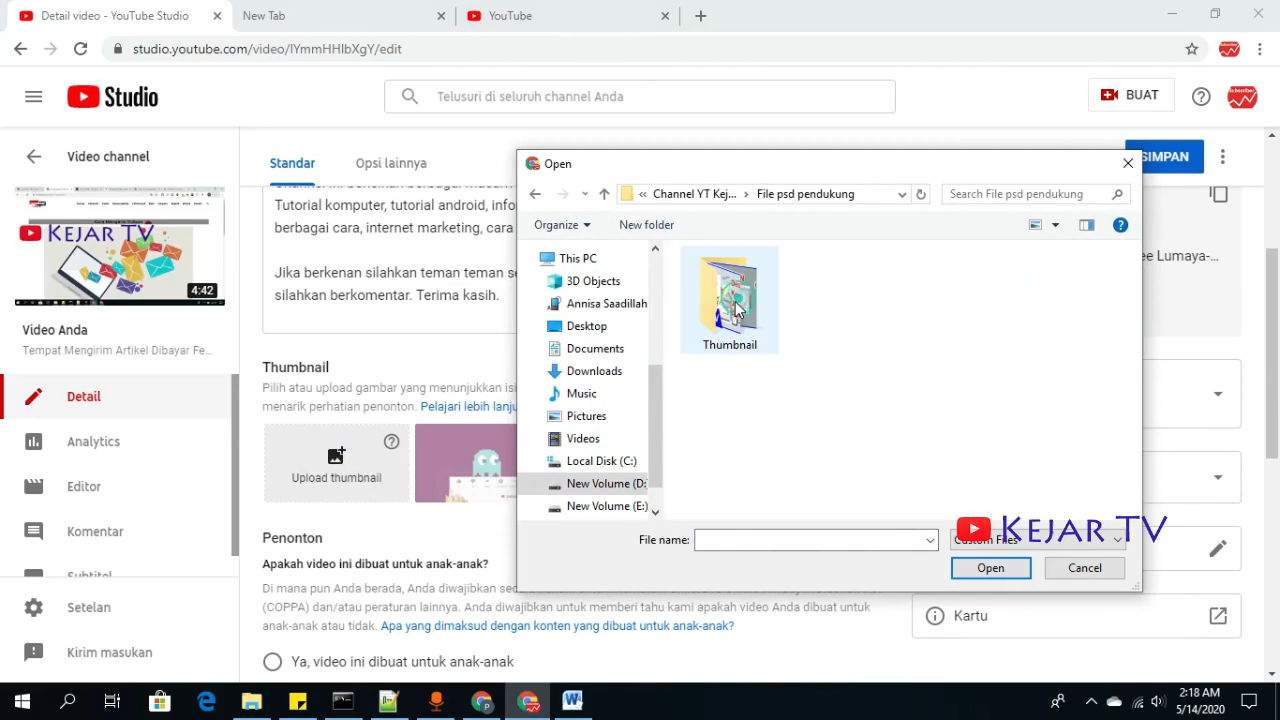 Detail video - YouTube Studio
New Tab
YouTube
studio.youtube.com/video/lYmmHHlbXgY/edit
Studio
Telusuri di seluruh channel Anda
BUAT
Video channel
KEJAR TV
4:42
Video Anda
Tempat Mengirim Artikel Dibayar Fe...
Detail
Analytics
Editor
Komentar
Subtitel
Setelan
Kirim masukan
Standar
Opsi lainnya
SIMPAN
Tutorial komputer, tutorial android, info
berbagai cara, internet marketing, cara
Jika berkenan silahkan teman teman se
silahkan berkomentar. Terima kasih.
ee Lumaya-...
Thumbnail
Pilih atau upload gambar yang menunjukkan isi
menarik perhatian penonton. Pelajari lebih lanju
Upload thumbnail
Penonton
Apakah video ini dibuat untuk anak-anak?
Di mana pun Anda berada, Anda diwajibkan se
(COPPA) dan/atau peraturan lainnya. Anda diwajibkan untuk memberi tahu kami apakah video Anda dibuat untuk
anak-anak atau tidak. Apa yang dimaksud dengan konten yang dibuat untuk anak-anak?
Ya, video ini dibuat untuk anak-anak
Kartu
Open
« Channel YT Kej... › File psd pendukung
Search File psd pendukung
Organize
New folder
This PC
3D Objects
Annisa Saadillah
Desktop
Documents
Downloads
Music
Pictures
Videos
Local Disk (C:)
New Volume (D:
New Volume (E:)
Thumbnail
File name:
Custom Files
KEJAR TV
Open
Cancel
2:18 AM
5/14/2020